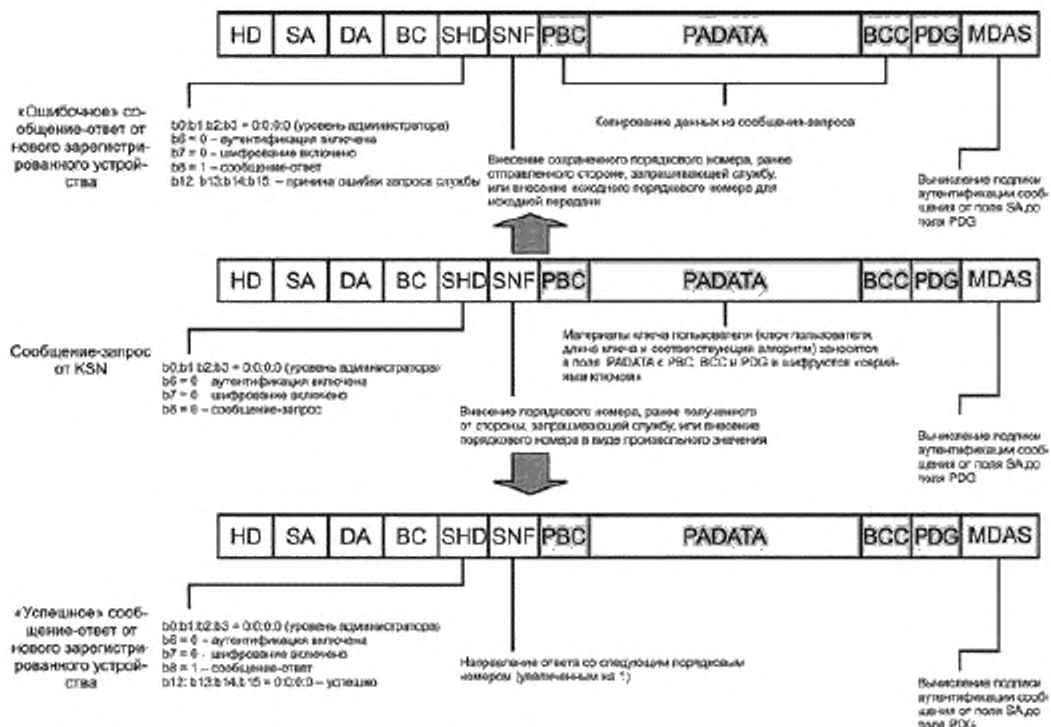 HD SA DA BC SHD SNF PBC PADATA BCC PDG MDAS
«Ошибочное» со-
общение-ответ от
нового зарегистри-
рованного устрой-
ства
b0:b1:b2:b3 = 0:0:0:0 (уровень администратора)
b6 = 0 – аутентификация включена
b7 = 0 – шифрование включено
b8 = 1 – сообщение-ответ
b12: b13:b14:b15: – причина ошибки запроса службы
Внесение сохраненного порядкового номера, ранее
отправленного стороне, запрашивающей службу,
или внесение исходного порядкового номера для
исходной передачи
Копирование данных из сообщения-запроса
Вычисление подписи
аутентификации сооб-
щения от поля SA до
поля PDG
HD SA DA BC SHD SNF PBC PADATA BCC PDG MDAS
Сообщение-запрос
от KSN
b0:b1:b2:b3 = 0:0:0:0 (уровень администратора)
b6 = 0 аутентификация включена
b7 = 0 шифрование включено
b8 = 0 – сообщение-запрос
Материалы ключа пользователя (ключ пользователя,
длина ключа и соответствующий алгоритм) заносятся
в поля PADATA с PBC, BCC и PDG и шифруются «серий-
ным ключом»
Внесение порядкового номера, ранее полученного
от стороны, запрашивающей службу, или внесение
порядкового номера в виде произвольного значения
Вычисление подписи
аутентификации сооб-
щения от поля SA до
поля PDG
HD SA DA BC SHD SNF PBC PADATA BCC PDG MDAS
«Успешное» сооб-
щение-ответ от
нового зарегистри-
рованного устрой-
ства
b0:b1:b2:b3 = 0:0:0:0 (уровень администратора)
b6 = 0 – аутентификация включена
b7 = 0 - шифрование включено
b8 = 1 – сообщение-ответ
b12: b13:b14:b15 = 0:0:0:0 – успешно
Направление ответа со следующим порядковым
номером (увеличенным на 1)
Вычисление подписи
аутентификации сооб-
щения от поля SA до
поля PDG